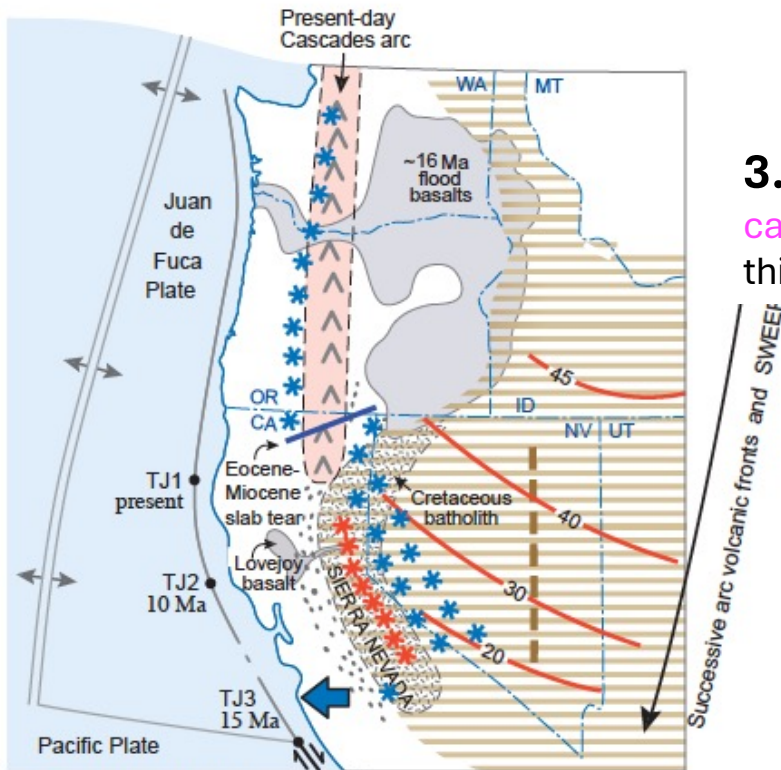 Present-day
Cascades arc
WA
MT
~16 Ma
flood
basalts
Juan
de
Fuca
Plate
3.
ca
thi
45
OR
CA
ID
NV
UT
Eocene-
Miocene
slab tear
Cretaceous
batholith
TJ1
present
40
Lovejoy
basalt
TJ2
10 Ma
30
SIERRA NEVADA
20
TJ3
15 Ma
Pacific Plate
Successive arc volcanic fronts and SWEEP